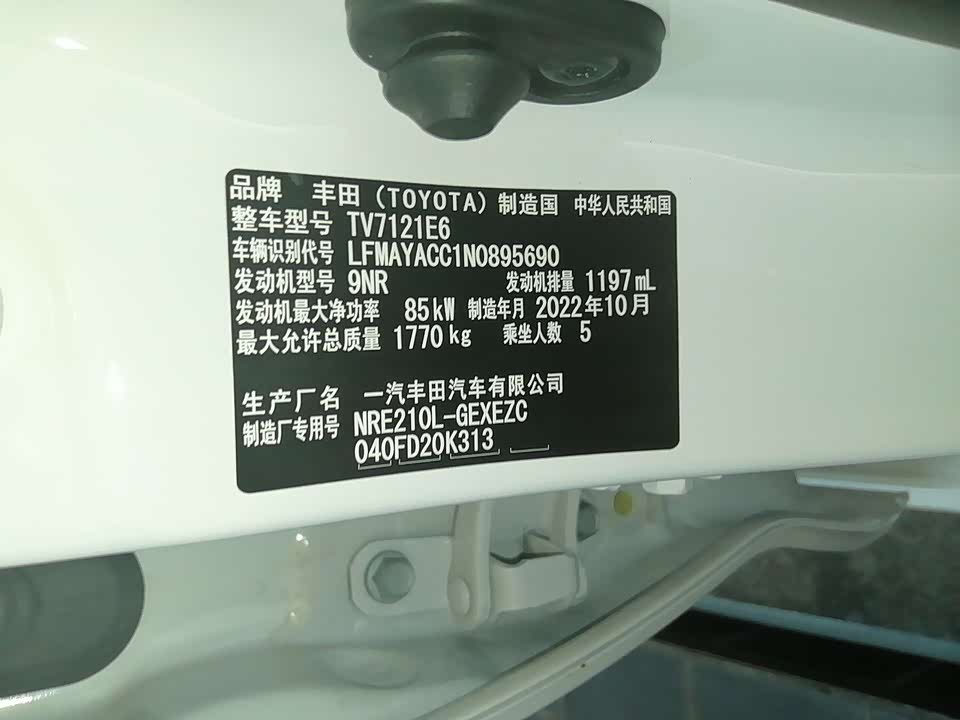 品牌 丰田（TOYOTA）制造国 中华人民共和国
整车型号 TV7121E6
车辆识别代号 LFMAYACC1N0895690
发动机型号 9NR 发动机排量 1197mL
发动机最大净功率 85kW 制造年月 2022年10月
最大允许总质量 1770kg 乘坐人数 5
生产厂名 一汽丰田汽车有限公司
制造厂专用号 NRE210L-GEXEZC
040FD20K313